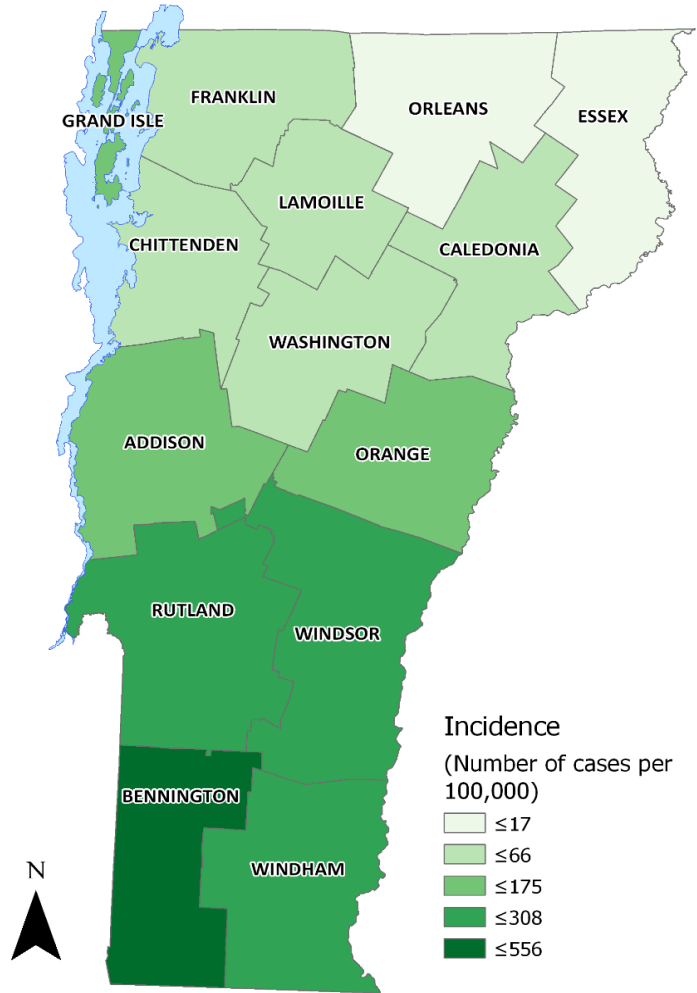 FRANKLIN
ORLEANS
ESSEX
GRAND ISLE
LAMOILLE
CHITTENDEN
CALEDONIA
WASHINGTON
ADDISON
ORANGE
RUTLAND
WINDSOR
BENNINGTON
WINDHAM
Incidence
(Number of cases per
100,000)
≤17
≤66
≤175
≤308
≤556
N